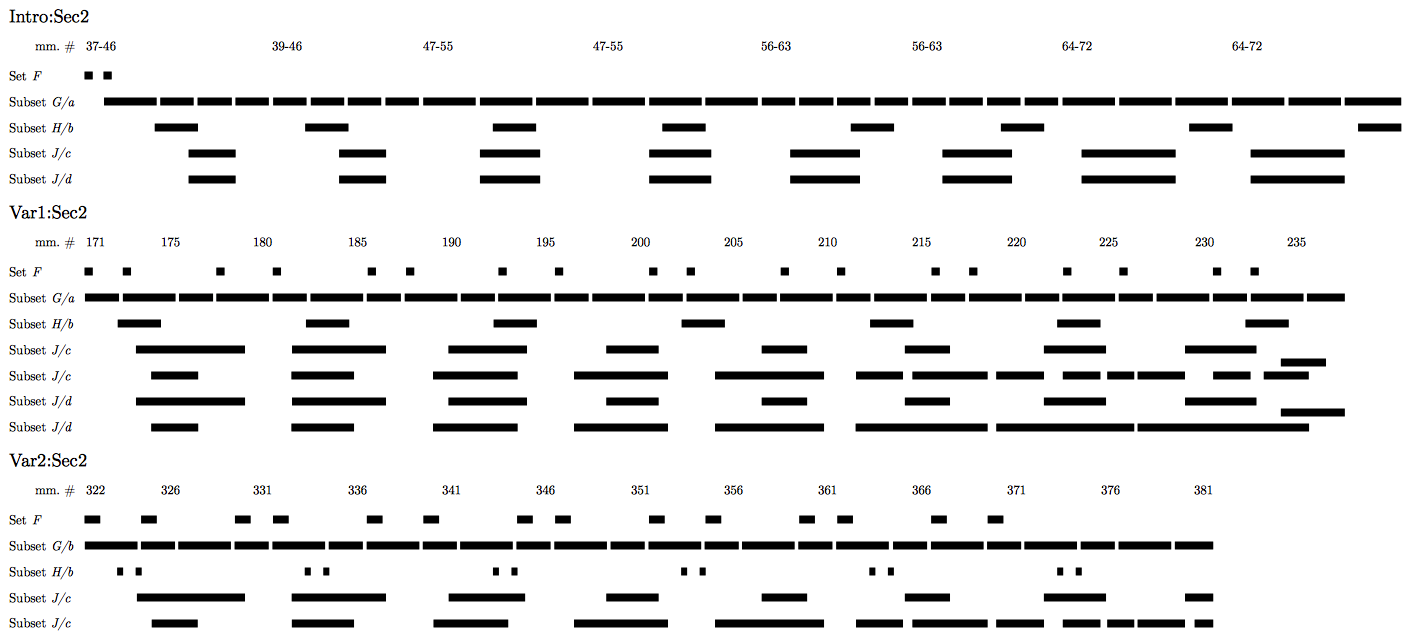 Intro:Sec2
mm. # 37-46 39-46 47-55 47-55 56-63 56-63 64-72 64-72
Set F
Subset G/a
Subset H/b
Subset J/c
Subset J/d
Var1:Sec2
mm. # 171 175 180 185 190 195 200 205 210 215 220 225 230 235
Set F
Subset G/a
Subset H/b
Subset J/c
Subset J/c
Subset J/d
Subset J/d
Var2:Sec2
mm. # 322 326 331 336 341 346 351 356 361 366 371 376 381
Set F
Subset G/b
Subset H/b
Subset J/c
Subset J/c